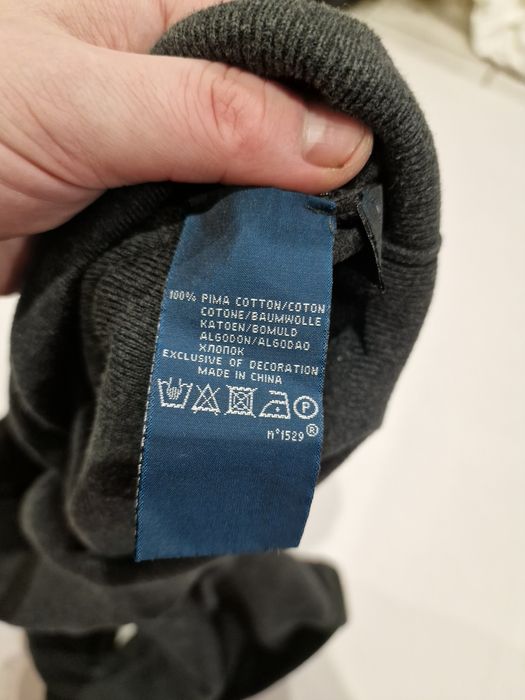 100% PIMA COTTON/COTON
COTONE/BAUMWOLLE
KATOEN/BOMULD
ALGODON/ALGODAO
ХЛОПОК
EXCLUSIVE OF DECORATION
MADE IN CHINA
P
n°1529®